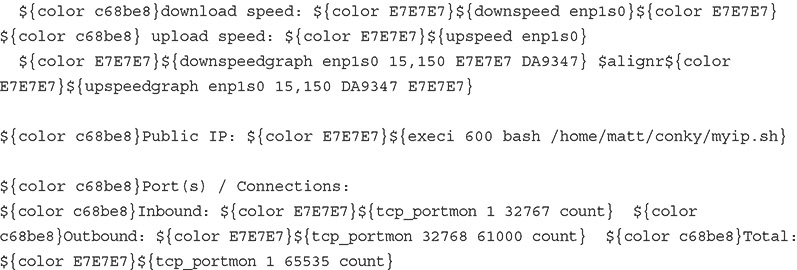 ${color c68be8}download speed: ${color E7E7E7}${downspeed enp1s0}${color E7E7E7}
${color c68be8} upload speed: ${color E7E7E7}${upspeed enp1s0}
${color E7E7E7}${downspeedgraph enp1s0 15,150 E7E7E7 DA9347} $alignr${color
E7E7E7}${upspeedgraph enp1s0 15,150 DA9347 E7E7E7}
${color c68be8}Public IP: ${color E7E7E7}${execi 600 bash /home/matt/conky/myip.sh}
${color c68be8}Port(s) / Connections:
${color c68be8}Inbound: ${color E7E7E7}${tcp_portmon 1 32767 count}  ${color
c68be8}Outbound: ${color E7E7E7}${tcp_portmon 32768 61000 count}  ${color c68be8}Total:
${color E7E7E7}${tcp_portmon 1 65535 count}